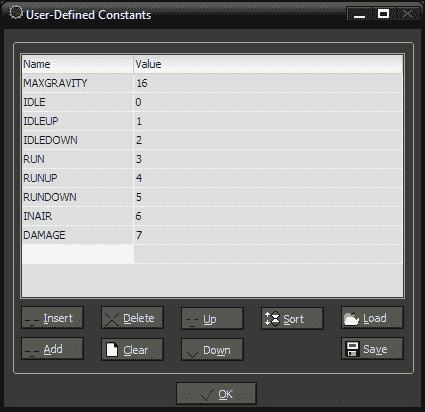 User-Defined Constants
Name Value
MAXGRAVITY 16
IDLE 0
IDLEUP 1
IDLEDOWN 2
RUN 3
RUNUP 4
RUNDOWN 5
INAIR 6
DAMAGE 7
Insert Delete Up Sort Load
Add Clear Down Save
OK